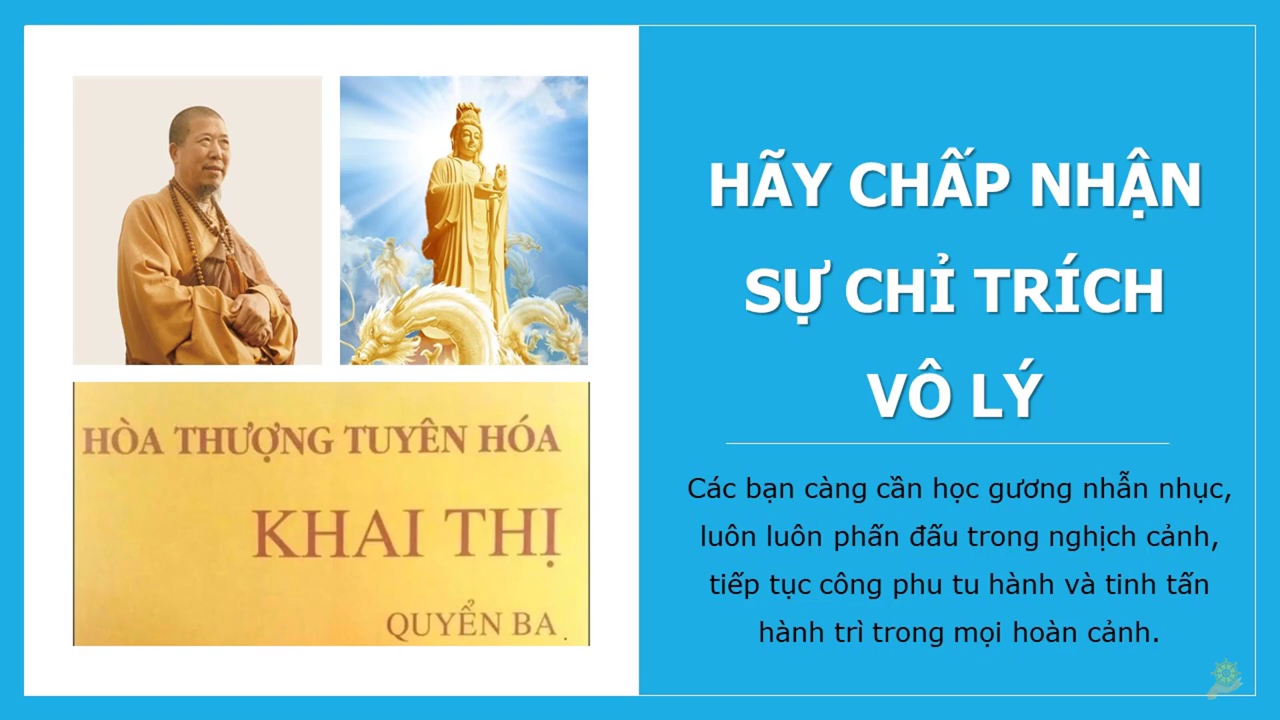 HÒA THƯỢNG TUYÊN HÓA
KHAI THỊ
QUYỂN BA
HÃY CHẤP NHẬN
SỰ CHỈ TRÍCH
VÔ LÝ
Các bạn càng cần học gương nhẫn nhục,
luôn luôn phấn đấu trong nghịch cảnh,
tiếp tục công phu tu hành và tinh tấn
hành trì trong mọi hoàn cảnh.